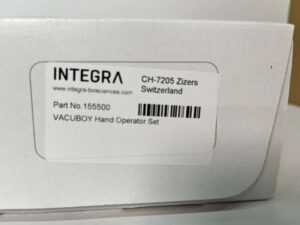 INTEGRA
www.integra-biosciences.com
CH-7205 Zizers
Switzerland
Part No.155500
VACUBOY Hand Operator Set